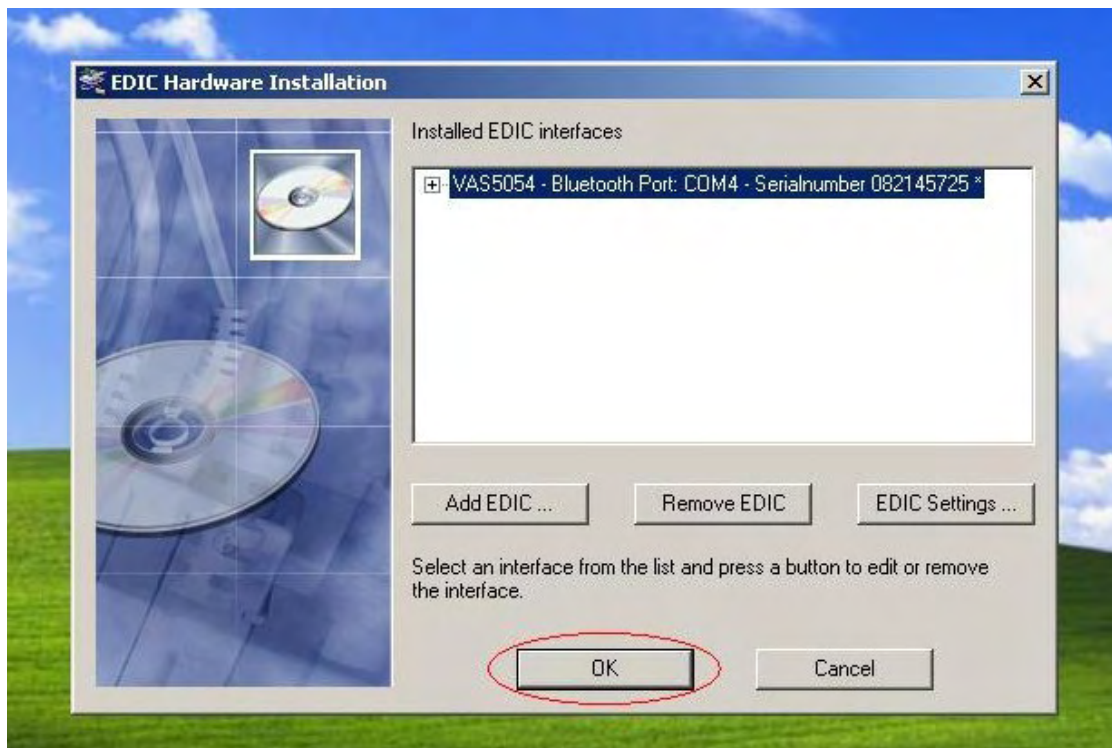 EDIC Hardware Installation
Installed EDIC interfaces
VAS5054 - Bluetooth Port: COM4 - Serialnumber 082145725 *
Add EDIC ...
Remove EDIC
EDIC Settings ...
Select an interface from the list and press a button to edit or remove
the interface.
OK
Cancel